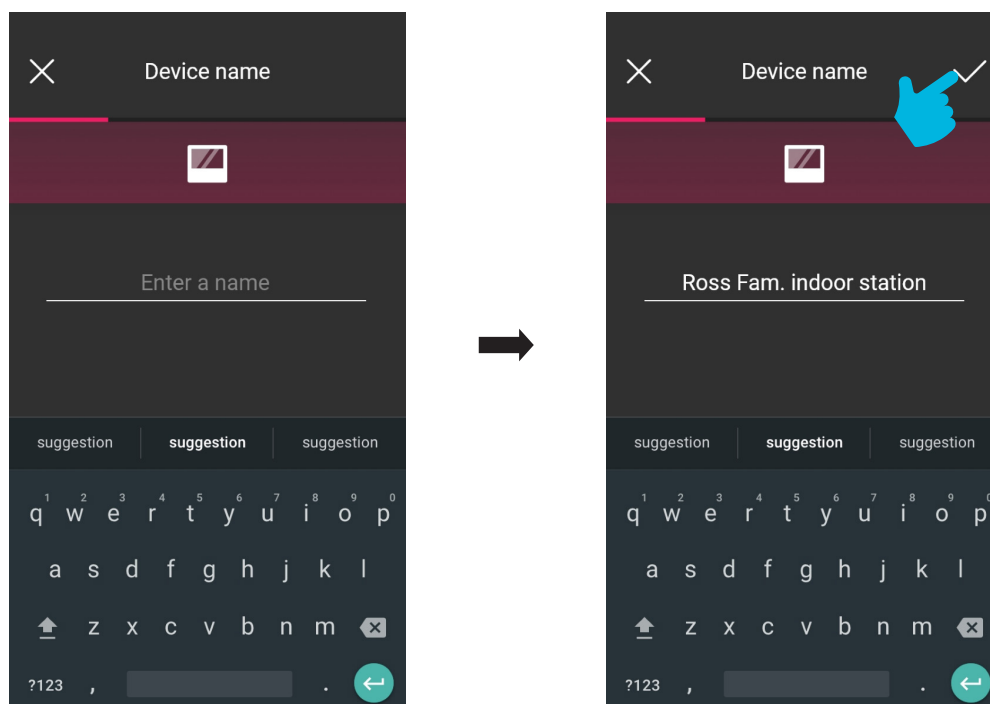 Device name
Enter a name
suggestion suggestion suggestion
1 2 3 4 5 6 7 8 9 0
q w e r t y u i o p
a s d f g h j k l
z x c v b n m
?123 , .
Device name
Ross Fam. indoor station
suggestion suggestion suggestion
1 2 3 4 5 6 7 8 9 0
q w e r t y u i o p
a s d f g h j k l
z x c v b n m
?123 , .